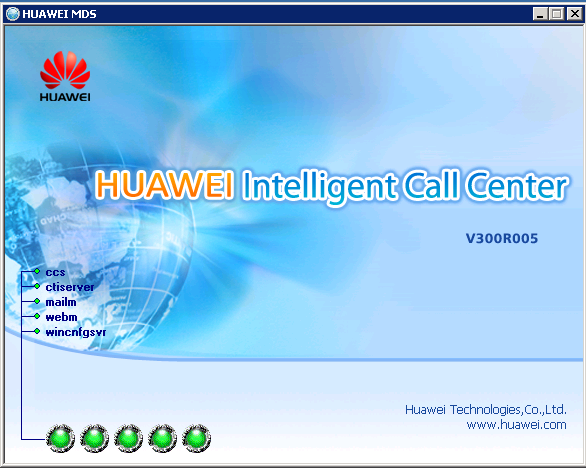 HUAWEI MDS
HUAWEI
HUAWEI Intelligent Call Center
V300R005
ccs
ctiserver
mailm
webm
wincnfgsvr
Huawei Technologies,Co.,Ltd.
www.huawei.com